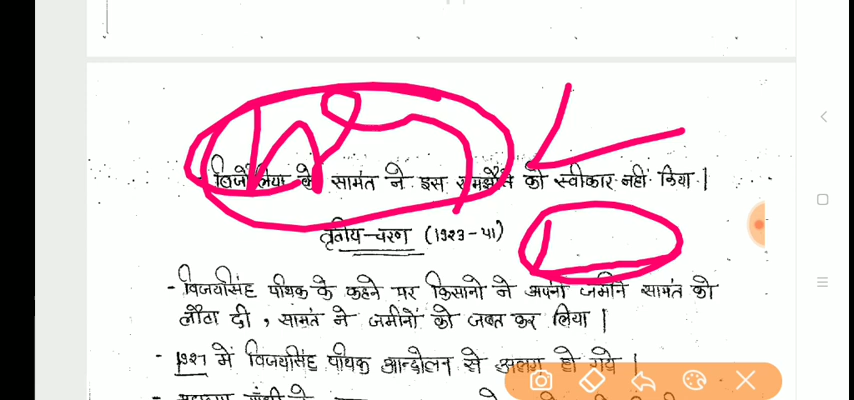 बिजौलिया के सामंत ने इस समझौते को स्वीकार नहीं किया |
तृतीय-चरण (1923-41)
- विजयसिंह पथिक के कहने पर किसानो ने अपनी जमीने सामंत को
लौटा दी, सामंत ने जमीनों को जब्त कर लिया |
- 1927 में विजयसिंह पथिक आन्दोलन से अलग हो गये |